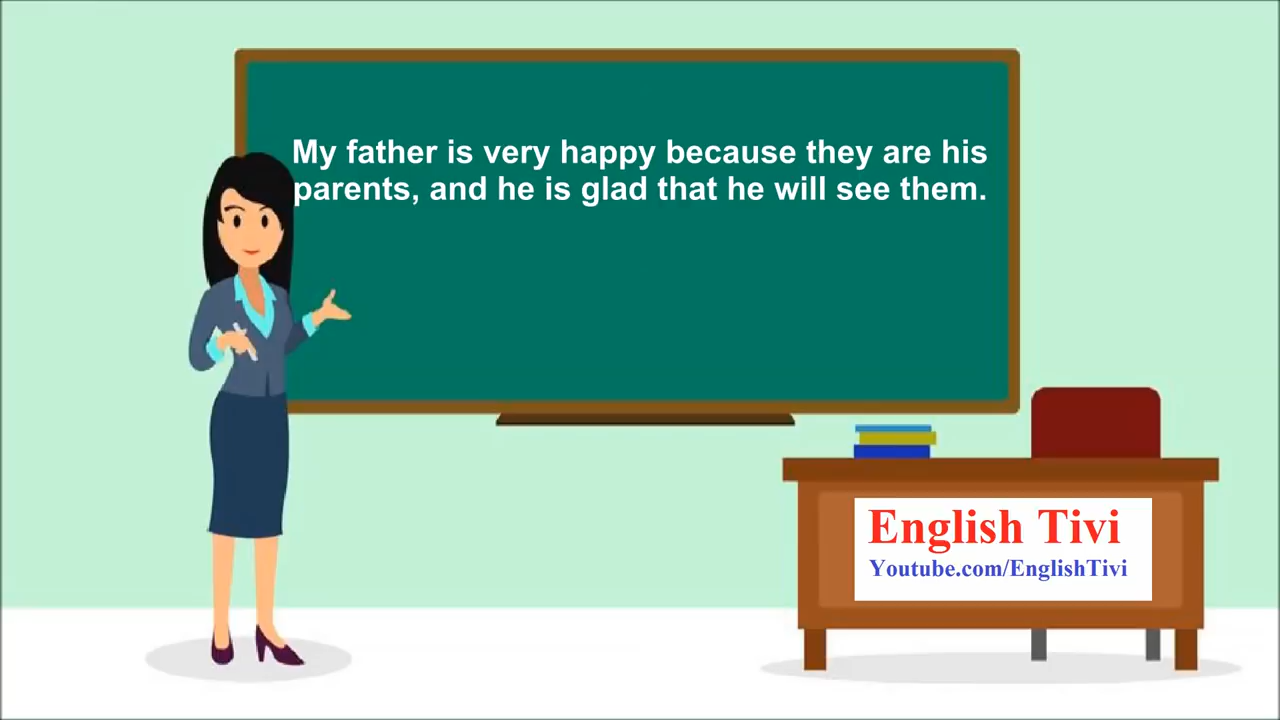 My father is very happy because they are his
parents, and he is glad that he will see them.
English Tivi
Youtube.com/EnglishTivi